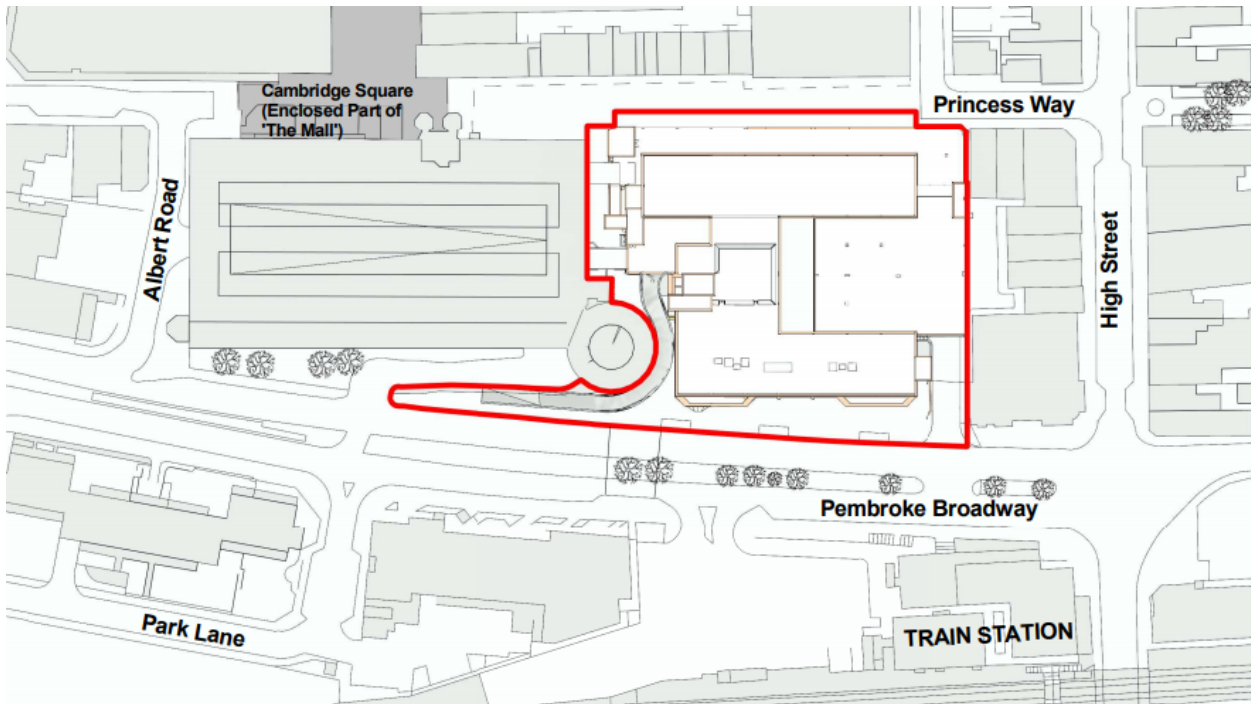 Cambridge Square
(Enclosed Part of
'The Mall')
Princess Way
Albert Road
High Street
Pembroke Broadway
Park Lane
TRAIN STATION